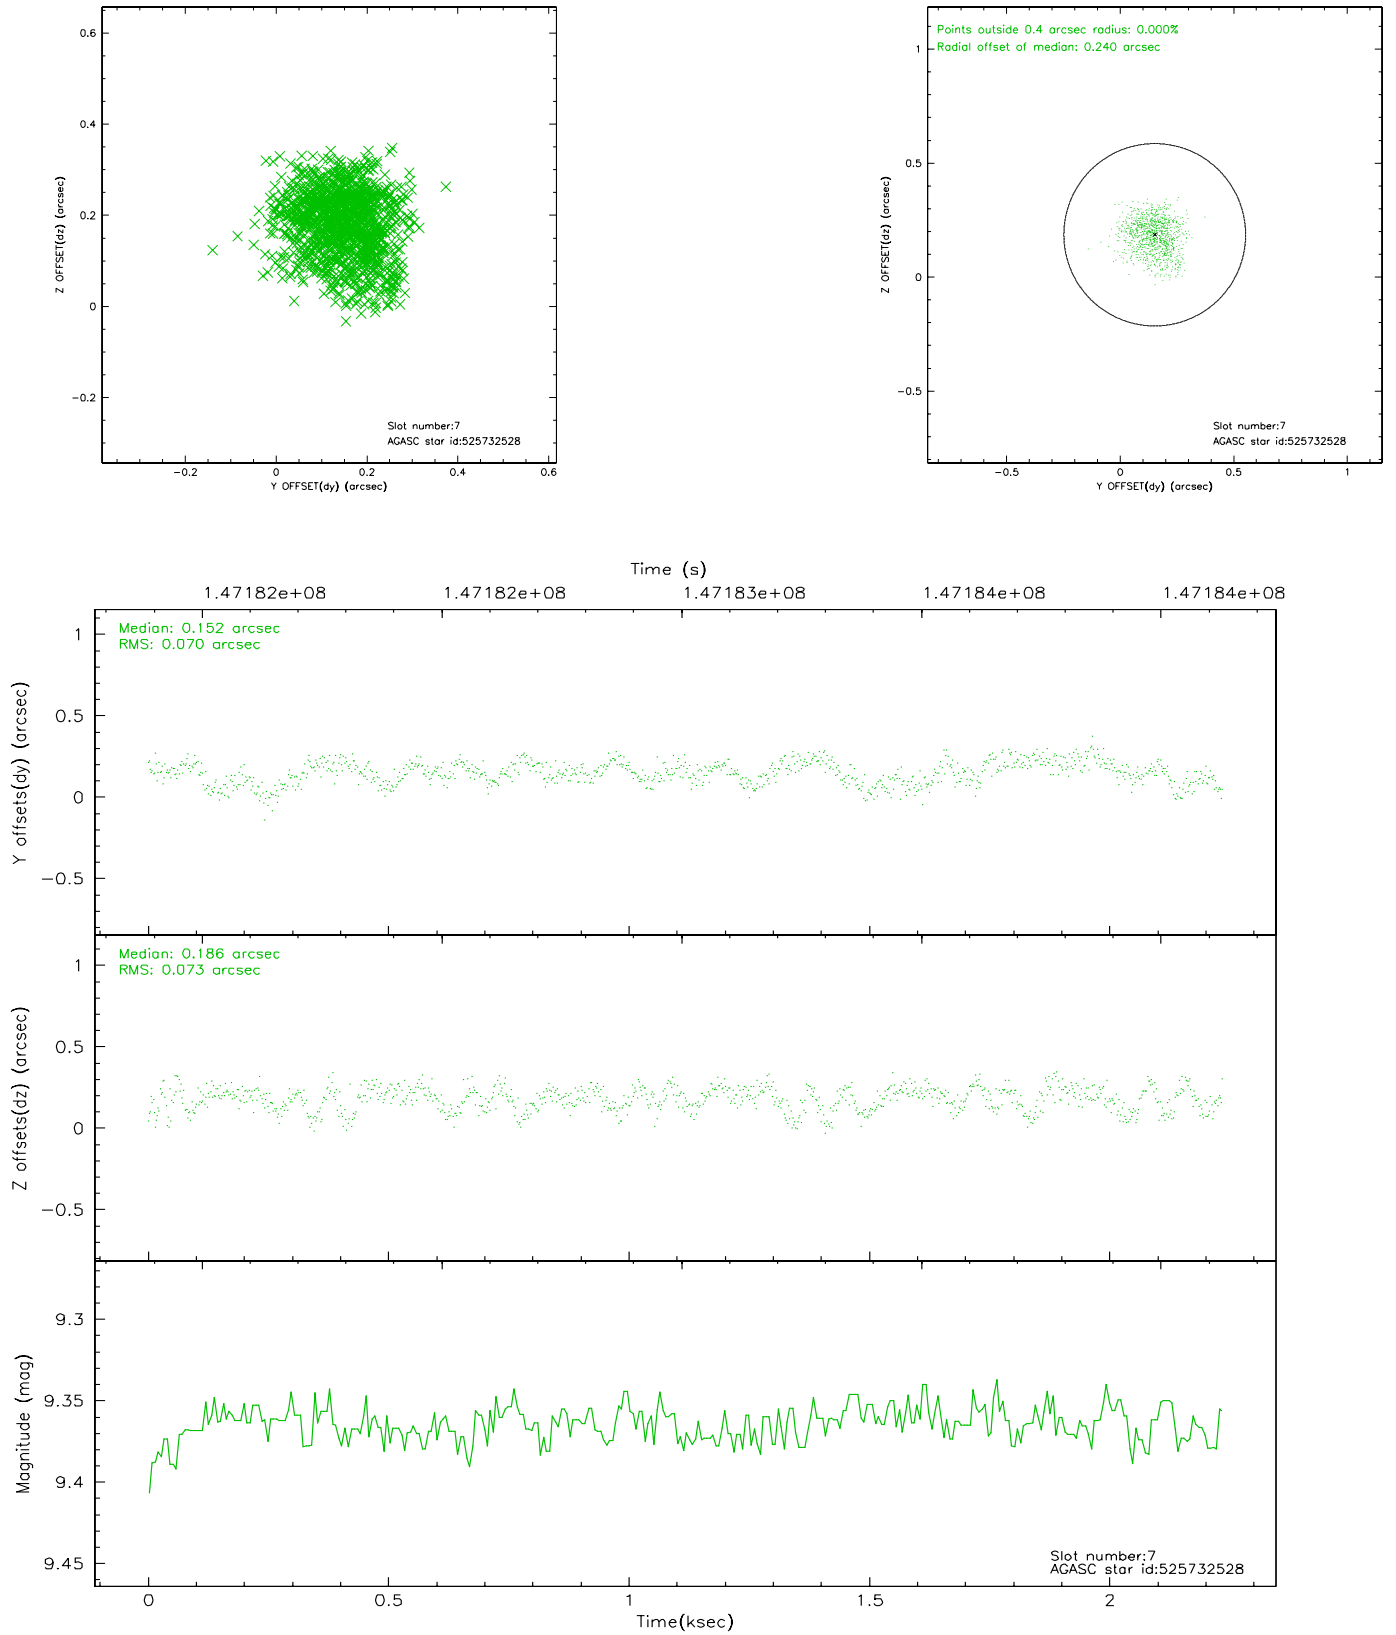 0.6
0.4
0.2
0
−0.2
Z OFFSET(dz) (arcsec)
−0.2 0 0.2 0.4 0.6
Y OFFSET(dy) (arcsec)
Slot number:7
AGASC star id:525732528
Points outside 0.4 arcsec radius: 0.000%
Radial offset of median: 0.240 arcsec
1
0.5
0
−0.5
Z OFFSET(dz) (arcsec)
−0.5 0 0.5 1
Y OFFSET(dy) (arcsec)
Slot number:7
AGASC star id:525732528
Time (s)
1.47182e+08 1.47182e+08 1.47183e+08 1.47184e+08 1.47184e+08
Median: 0.152 arcsec
RMS: 0.070 arcsec
1
0.5
0
−0.5
Y offsets(dy) (arcsec)
Median: 0.186 arcsec
RMS: 0.073 arcsec
1
0.5
0
−0.5
Z offsets(dz) (arcsec)
9.3
9.35
9.4
9.45
Magnitude (mag)
Slot number:7
AGASC star id:525732528
0 0.5 1 1.5 2
Time(ksec)